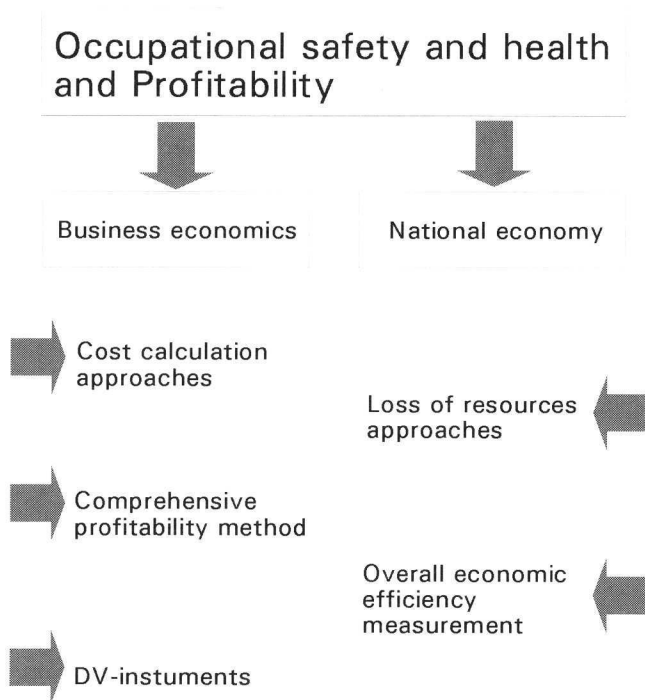 Occupational safety and health
and Profitability
Business economics
National economy
Cost calculation
approaches
Loss of resources
approaches
Comprehensive
profitability method
Overall economic
efficiency
measurement
DV-instuments